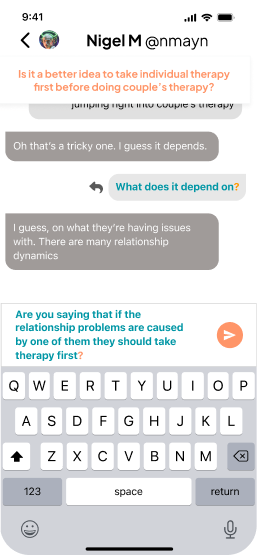 9:41
Nigel M @nmayn
Is it a better idea to take individual therapy
first before doing couple's therapy?
jumping right into couple's therapy
Oh that's a tricky one. I guess it depends.
What does it depend on?
I guess, on what they're having issues
with. There are many relationship
dynamics
Are you saying that if the
relationship problems are caused
by one of them they should take
therapy first?
Q W E R T Y U I O P
A S D F G H J K L
Z X C V B N M
123 space return